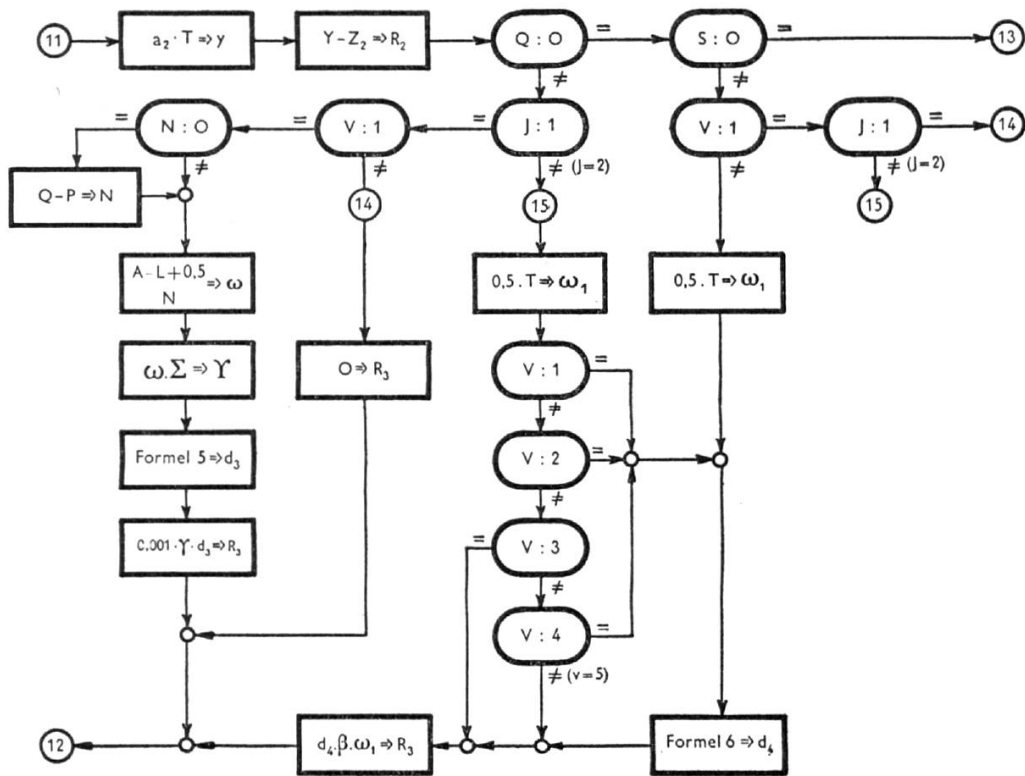 11
a₂ · T ⇒ y
Y – Z₂ ⇒ R₂
Q : O
=
S : O
=
13
≠
≠
=
N : O
=
V : 1
=
J : 1
V : 1
=
J : 1
=
14
≠
≠
≠ (J=2)
≠
≠ (J=2)
Q – P ⇒ N
14
15
15
A – L + 0,5
N
⇒ ω
0,5 . T ⇒ ω₁
0,5 . T ⇒ ω₁
ω.Σ ⇒ ϒ
O ⇒ R₃
V : 1
=
≠
Formel 5 ⇒ d₃
V : 2
=
≠
0.001 · ϒ · d₃ ⇒ R₃
=
V : 3
≠
V : 4
=
≠ (v=5)
12
d₄.β.ω₁ ⇒ R₃
Formel 6 ⇒ d₄